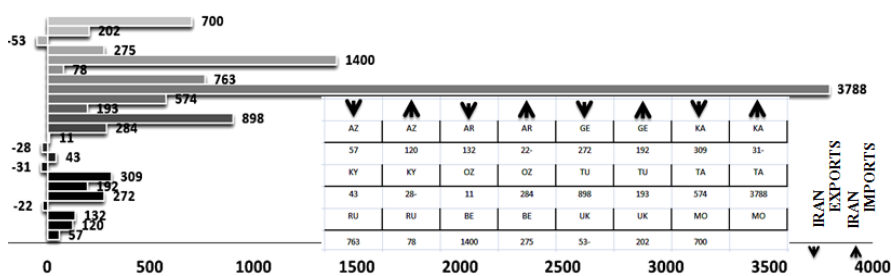 700
202
-53
275
1400
78
763
3788
574
193
898
284
11
-28
43
-31
309
192
272
-22
132
120
57
AZ AZ AR AR GE GE KA KA
57 120 132 22- 272 192 309 31-
KY KY OZ OZ TU TU TA TA
43 28- 11 284 898 193 574 3788
RU RU BE BE UK UK MO MO
763 78 1400 275 53- 202 700
IRAN EXPORTS
IRAN IMPORTS
0 500 1000 1500 2000 2500 3000 3500 4000